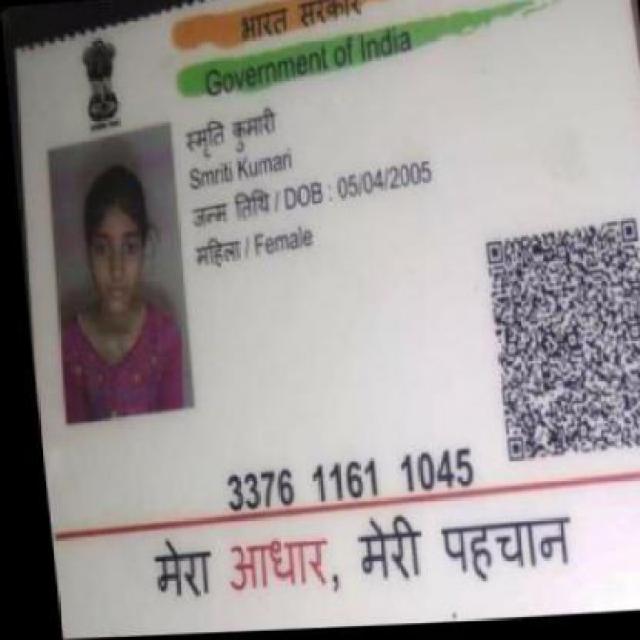 भारत सरकार
Government of India
स्मृति कुमारी
Smriti Kumari
जन्म तिथि / DOB : 05/04/2005
महिला / Female
3376 1161 1045
मेरा आधार, मेरी पहचान